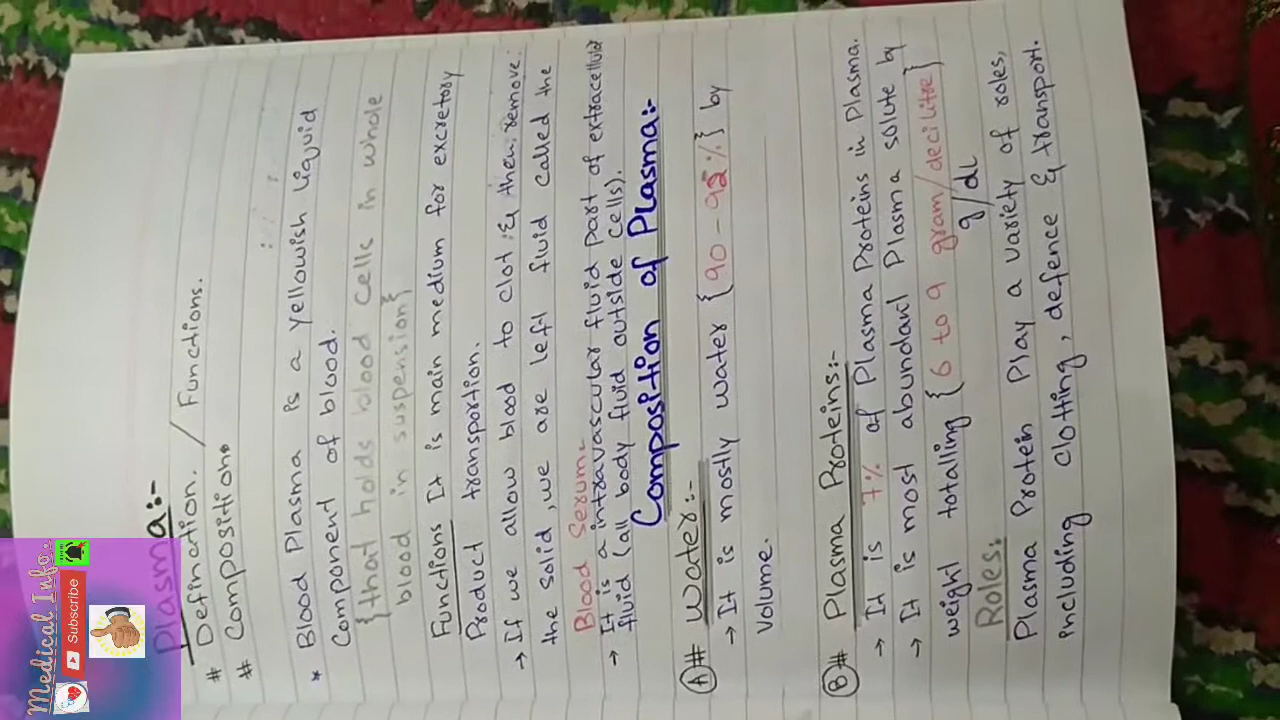 Plasma:-
# Defination. / Functions.
# Composition.
* Blood Plasma is a yellowish liquid
Component of blood.
{that holds blood cells in whole
blood in suspension}
Functions It is main medium for excretory
Product transportion.
→ If we allow blood to clot & then remove
the solid, we are left fluid called the
Blood Serum.
→ It is a intravascular fluid part of extracellular
fluid (all body fluid outside cells).
Composition of Plasma:-
(A)# Water:-
→ It is mostly water {90-92%} by
volume.
(B)# Plasma Proteins:-
→ It is 7% of Plasma Proteins in Plasma.
→ It is most abundant Plasma solute by
weight totalling {6 to 9 gram/decilitre}
g/dL
Roles:
Plasma Protein Play a variety of roles,
including clotting, defence & transport.
Medical Info.
Subscribe